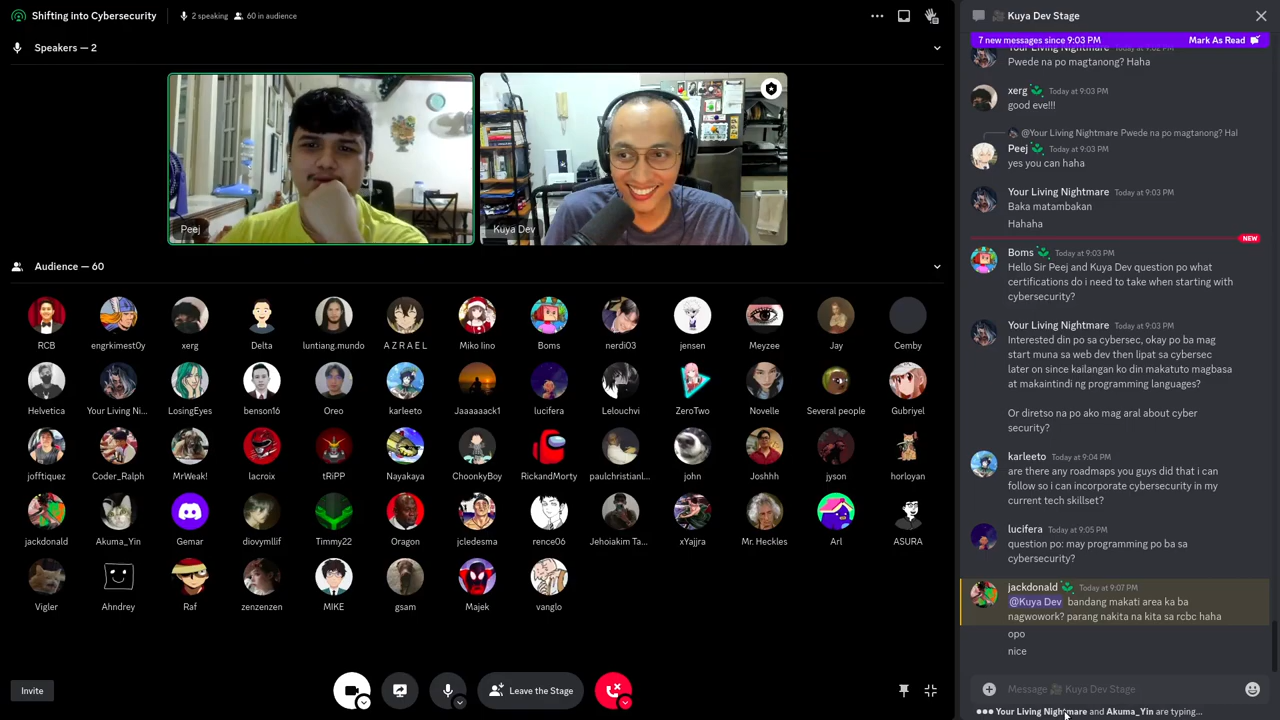 Shifting into Cybersecurity
2 speaking
60 in audience
Speakers — 2
Peej
Kuya Dev
Audience — 60
RCB
engrkimest0y
xerg
Delta
luntiang.mundo
A Z R A E L
Miko Iino
Boms
nerdi03
jensen
Meyzee
Jay
Cemby
Helvetica
Your Living Ni...
LosingEyes
benson16
Oreo
karleeto
Jaaaaaack1
lucifera
Lelouchvi
ZeroTwo
Novelle
Several people
Gubriyel
jofftiquez
Coder_Ralph
MrWeak!
lacroix
tRiPP
Nayakaya
ChoonkyBoy
RickandMorty
paulchristianl...
john
Joshhh
jyson
horloyan
jackdonald
Akuma_Yin
Gemar
diovymllif
Timmy22
Oragon
jcledesma
rence06
Jehoiakim Ta...
xYajjra
Mr. Heckles
Arl
ASURA
Vigler
Ahndrey
Raf
zenzenzen
MIKE
gsam
Majek
vanglo
Invite
Leave the Stage
Kuya Dev Stage
7 new messages since 9:03 PM
Mark As Read
Your Living Nightmare Today at 9:02 PM
Pwede na po magtanong? Haha
xerg Today at 9:03 PM
good eve!!!
@Your Living Nightmare Pwede na po magtanong? Hal
Peej Today at 9:03 PM
yes you can haha
Your Living Nightmare Today at 9:03 PM
Baka matambakan
Hahaha
NEW
Boms Today at 9:03 PM
Hello Sir Peej and Kuya Dev question po what
certifications do i need to take when starting with
cybersecurity?
Your Living Nightmare Today at 9:03 PM
Interested din po sa cybersec, okay po ba mag
start muna sa web dev then lipat sa cybersec
later on since kailangan ko din makatuto magbasa
at makaintindi ng programming languages?
Or diretso na po ako mag aral about cyber
security?
karleeto Today at 9:04 PM
are there any roadmaps you guys did that i can
follow so i can incorporate cybersecurity in my
current tech skillset?
lucifera Today at 9:05 PM
question po: may programming po ba sa
cybersecurity?
jackdonald Today at 9:07 PM
@Kuya Dev bandang makati area ka ba
nagwowork? parang nakita na kita sa rcbc haha
opo
nice
Message Kuya Dev Stage
Your Living Nightmare and Akuma_Yin are typing...